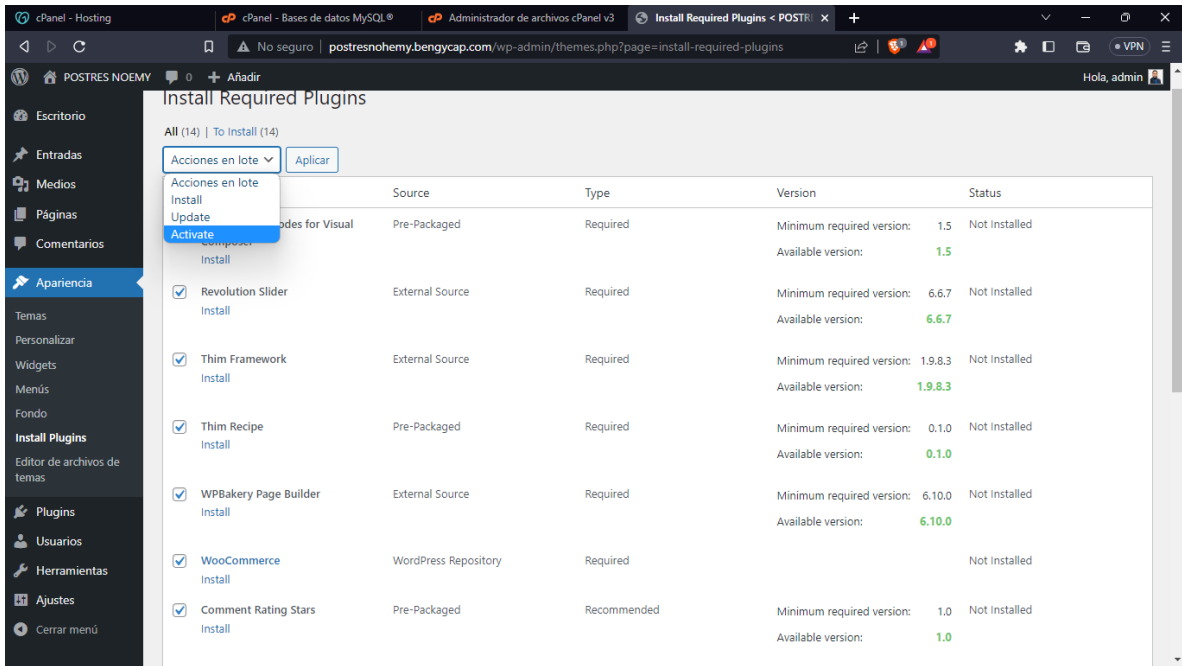 cPanel - Hosting
cPanel - Bases de datos MySQL®
Administrador de archivos cPanel v3
Install Required Plugins < POSTRE
No seguro | postresnohemy.bengycap.com/wp-admin/themes.php?page=install-required-plugins
VPN
POSTRES NOEMY 0 + Añadir
Hola, admin
Escritorio
Entradas
Medios
Páginas
Comentarios
Apariencia
Temas
Personalizar
Widgets
Menús
Fondo
Install Plugins
Editor de archivos de
temas
Plugins
Usuarios
Herramientas
Ajustes
Cerrar menú
Install Required Plugins
All (14) | To Install (14)
Acciones en lote Aplicar
Acciones en lote
Install
Update
Activate
Source Type Version Status
odes for Visual Pre-Packaged Required Minimum required version: 1.5 Not Installed
Composer
Available version: 1.5
Install
Revolution Slider External Source Required Minimum required version: 6.6.7 Not Installed
Install
Available version: 6.6.7
Thim Framework External Source Required Minimum required version: 1.9.8.3 Not Installed
Install
Available version: 1.9.8.3
Thim Recipe Pre-Packaged Required Minimum required version: 0.1.0 Not Installed
Install
Available version: 0.1.0
WPBakery Page Builder External Source Required Minimum required version: 6.10.0 Not Installed
Install
Available version: 6.10.0
WooCommerce WordPress Repository Required Not Installed
Install
Comment Rating Stars Pre-Packaged Recommended Minimum required version: 1.0 Not Installed
Install
Available version: 1.0